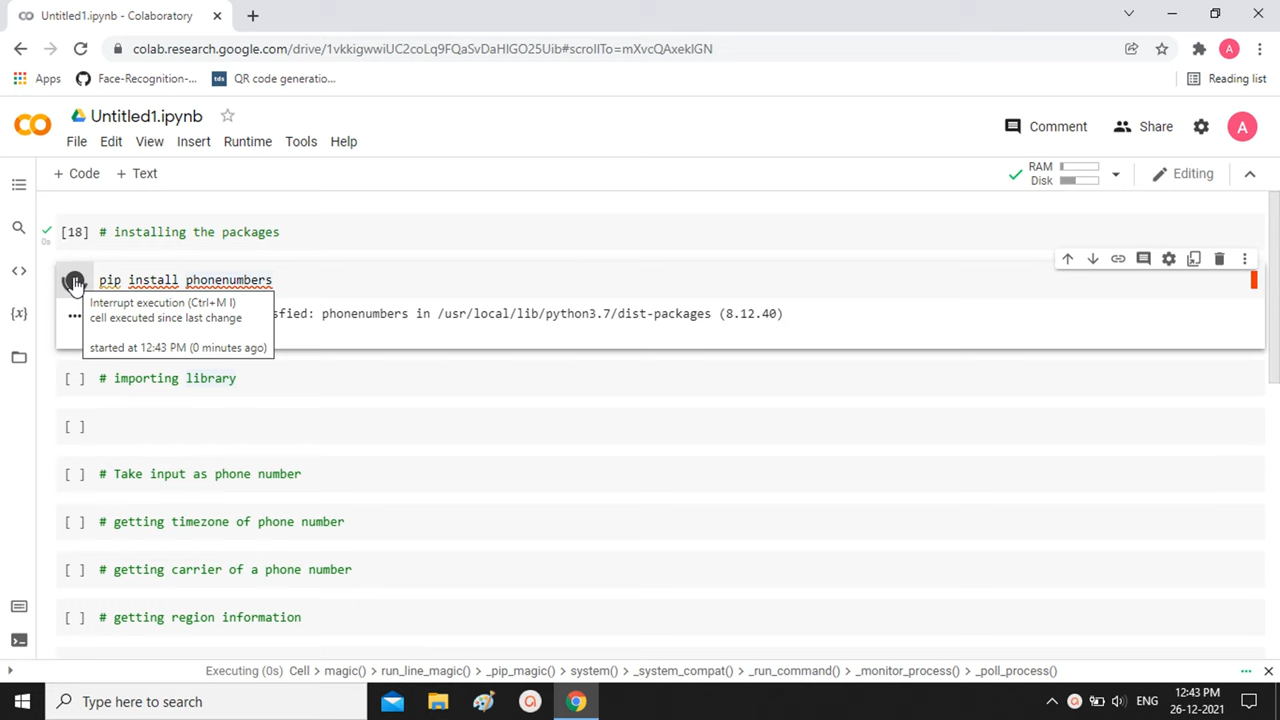 Untitled1.ipynb - Colaboratory
colab.research.google.com/drive/1vkkigwwiUC2coLq9FQaSvDaHlGO25Uib#scrollTo=mXvcQAxekIGN
A
Apps
Face-Recognition-...
tds
QR code generatio...
Reading list
CO
Untitled1.ipynb
File Edit View Insert Runtime Tools Help
Comment
Share
A
+ Code + Text
RAM
Disk
Editing
[18] # installing the packages
0s
pip install phonenumbers
Interrupt execution (Ctrl+M I)
cell executed since last change
started at 12:43 PM (0 minutes ago)
sfied: phonenumbers in /usr/local/lib/python3.7/dist-packages (8.12.40)
[ ] # importing library
[ ]
[ ] # Take input as phone number
[ ] # getting timezone of phone number
[ ] # getting carrier of a phone number
[ ] # getting region information
{x}
Executing (0s) Cell > magic() > run_line_magic() > _pip_magic() > system() > _system_compat() > _run_command() > _monitor_process() > _poll_process()
Type here to search
ENG
12:43 PM
26-12-2021